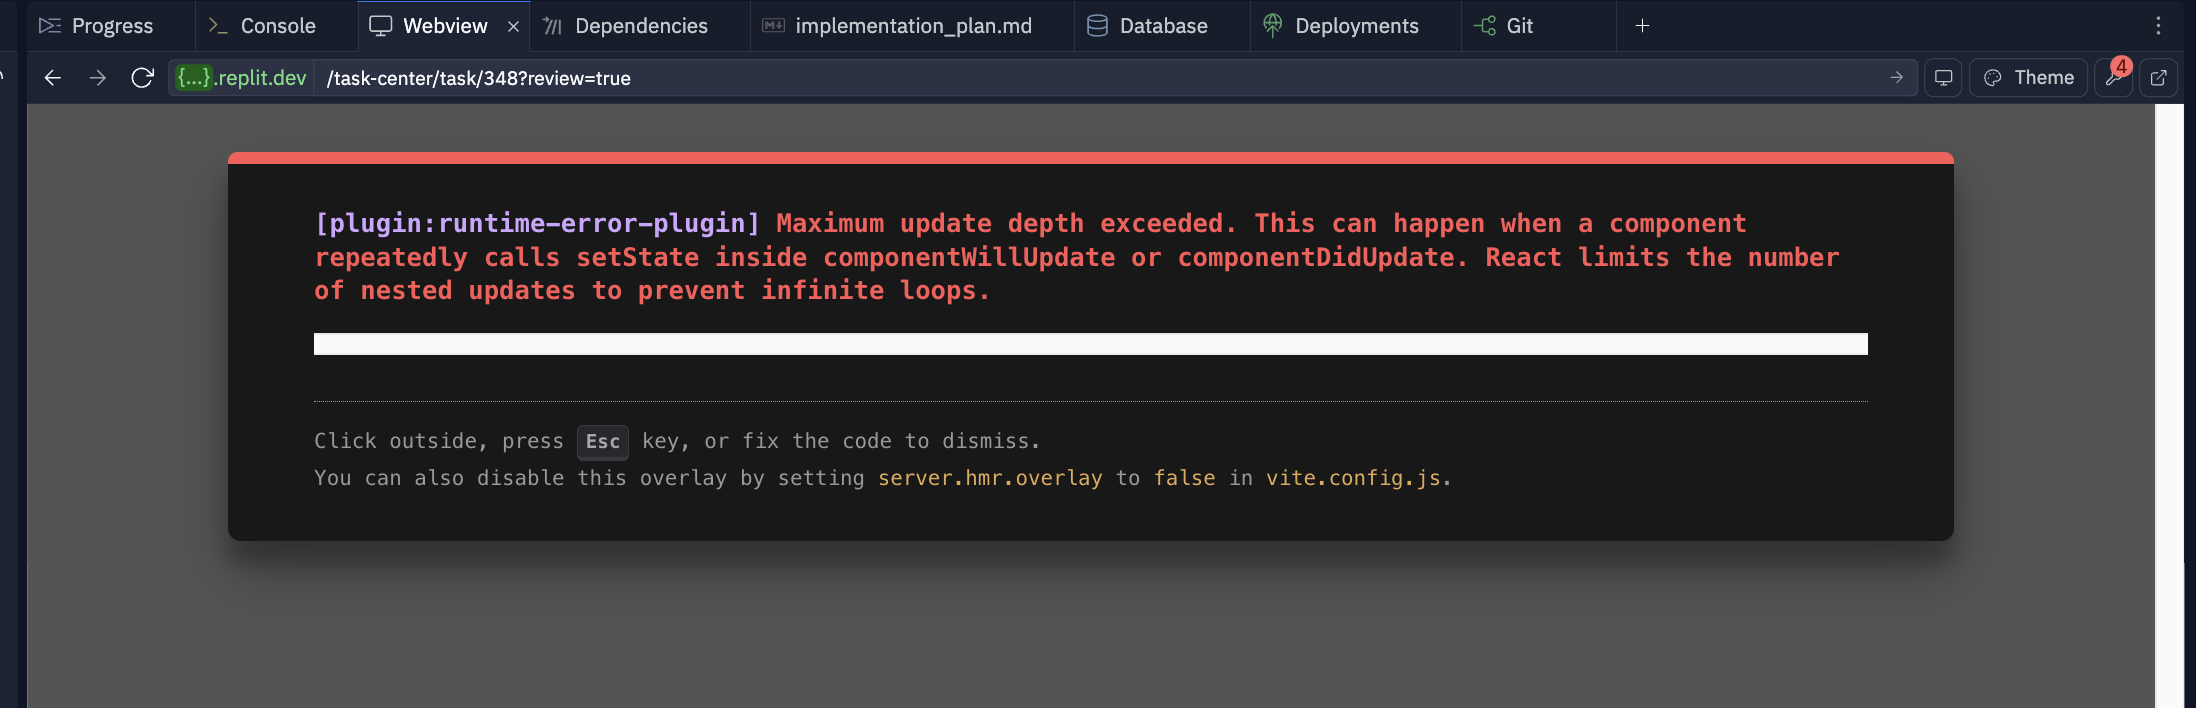 Progress
Console
Webview
Dependencies
implementation_plan.md
Database
Deployments
Git
{...}.replit.dev
/task-center/task/348?review=true
Theme
4
[plugin:runtime-error-plugin] Maximum update depth exceeded. This can happen when a component
repeatedly calls setState inside componentWillUpdate or componentDidUpdate. React limits the number
of nested updates to prevent infinite loops.
Click outside, press Esc key, or fix the code to dismiss.
You can also disable this overlay by setting server.hmr.overlay to false in vite.config.js.